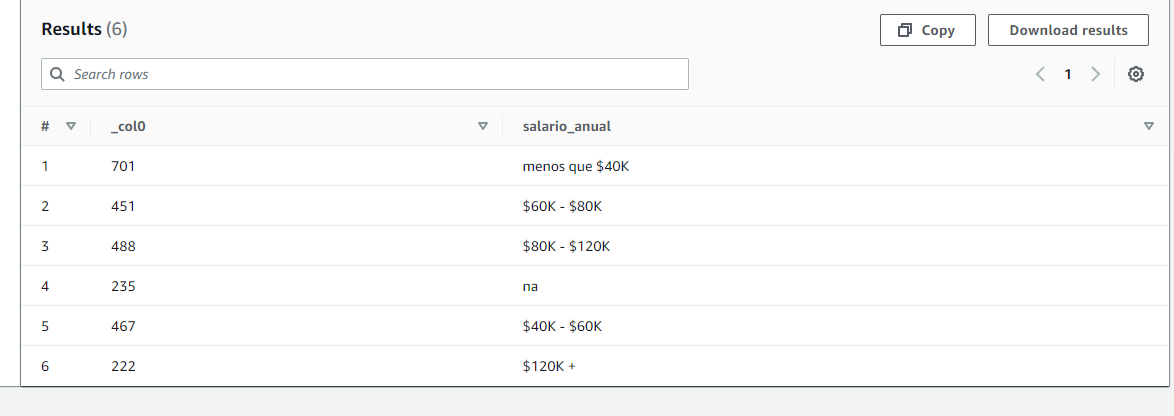 Results (6)
Copy
Download results
Search rows
1
# _col0 salario_anual
1 701 menos que $40K
2 451 $60K - $80K
3 488 $80K - $120K
4 235 na
5 467 $40K - $60K
6 222 $120K +